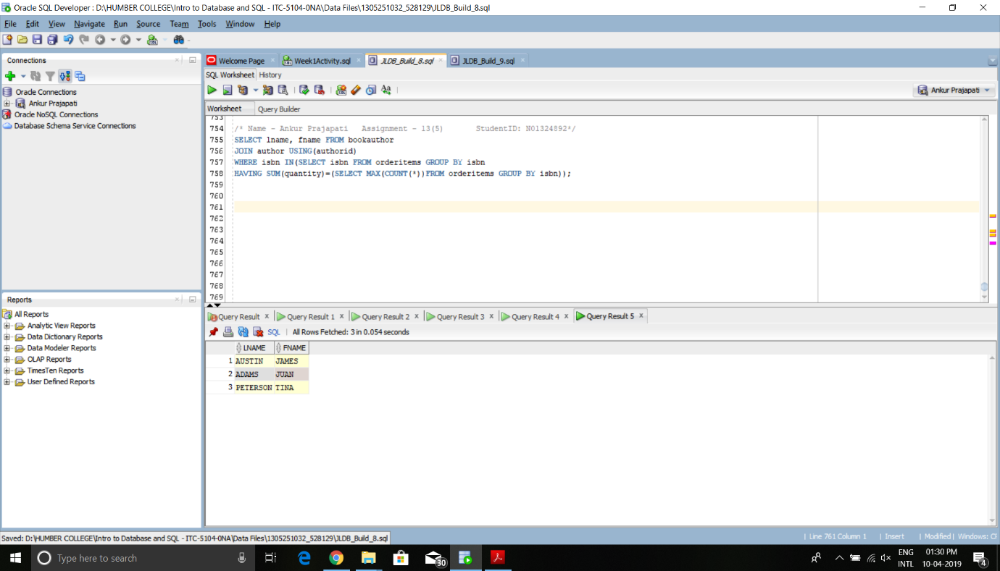 Oracle SQL Developer : D:\HUMBER COLLEGE\Intro to Database and SQL - ITC-5104-0NA\Data Files\1305251032_528129\JLDB_Build_8.sql
File Edit View Navigate Run Source Team Tools Window Help
Connections
Oracle Connections
Ankur Prajapati
Oracle NoSQL Connections
Database Schema Service Connections
Reports
All Reports
Analytic View Reports
Data Dictionary Reports
Data Modeler Reports
OLAP Reports
TimesTen Reports
User Defined Reports
Welcome Page Week1Activity.sql JLDB_Build_8.sql JLDB_Build_9.sql
SQL Worksheet History
Ankur Prajapati
Worksheet Query Builder
753
754 /* Name - Ankur Prajapati Assignment - 13(5) StudentID: N01324892*/
755 SELECT lname, fname FROM bookauthor
756 JOIN author USING(authorid)
757 WHERE isbn IN(SELECT isbn FROM orderitems GROUP BY isbn
758 HAVING SUM(quantity)=(SELECT MAX(COUNT(*))FROM orderitems GROUP BY isbn));
759
760
761
762
763
764
765
766
767
768
769
Query Result Query Result 1 Query Result 2 Query Result 3 Query Result 4 Query Result 5
SQL | All Rows Fetched: 3 in 0.054 seconds
LNAME FNAME
1 AUSTIN JAMES
2 ADAMS JUAN
3 PETERSON TINA
Saved: D:\HUMBER COLLEGE\Intro to Database and SQL - ITC-5104-0NA\Data Files\1305251032_528129\JLDB_Build_8.sql
| Line 761 Column 1 | Insert | Modified | Windows: CF
Type here to search
30
ENG
INTL
01:30 PM
10-04-2019
4